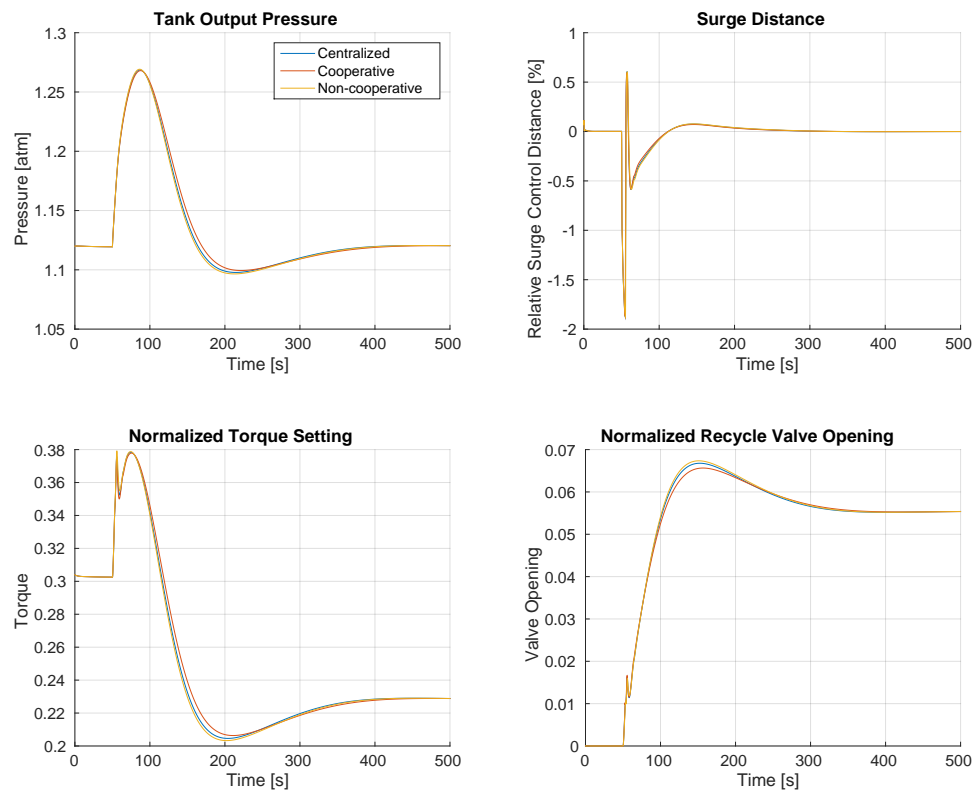 Tank Output Pressure
1.3
1.25
1.2
1.15
1.1
1.05
Pressure [atm]
Centralized
Cooperative
Non-cooperative
0 100 200 300 400 500
Time [s]
Surge Distance
1
0.5
0
-0.5
-1
-1.5
-2
Relative Surge Control Distance [%]
0 100 200 300 400 500
Time [s]
Normalized Torque Setting
0.38
0.36
0.34
0.32
0.3
0.28
0.26
0.24
0.22
0.2
Torque
0 100 200 300 400 500
Time [s]
Normalized Recycle Valve Opening
0.07
0.06
0.05
0.04
0.03
0.02
0.01
0
Valve Opening
0 100 200 300 400 500
Time [s]